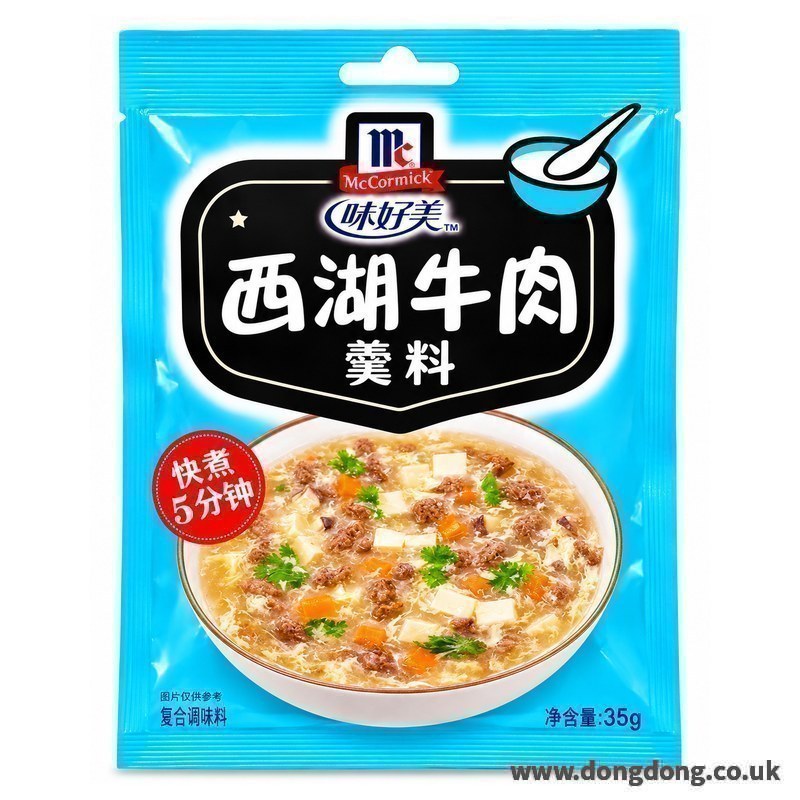 mc
McCormick®
味好美™
西湖牛肉
羹料
快煮
5分钟
图片仅供参考
复合调味料
净含量:35g
www.dongdong.co.uk